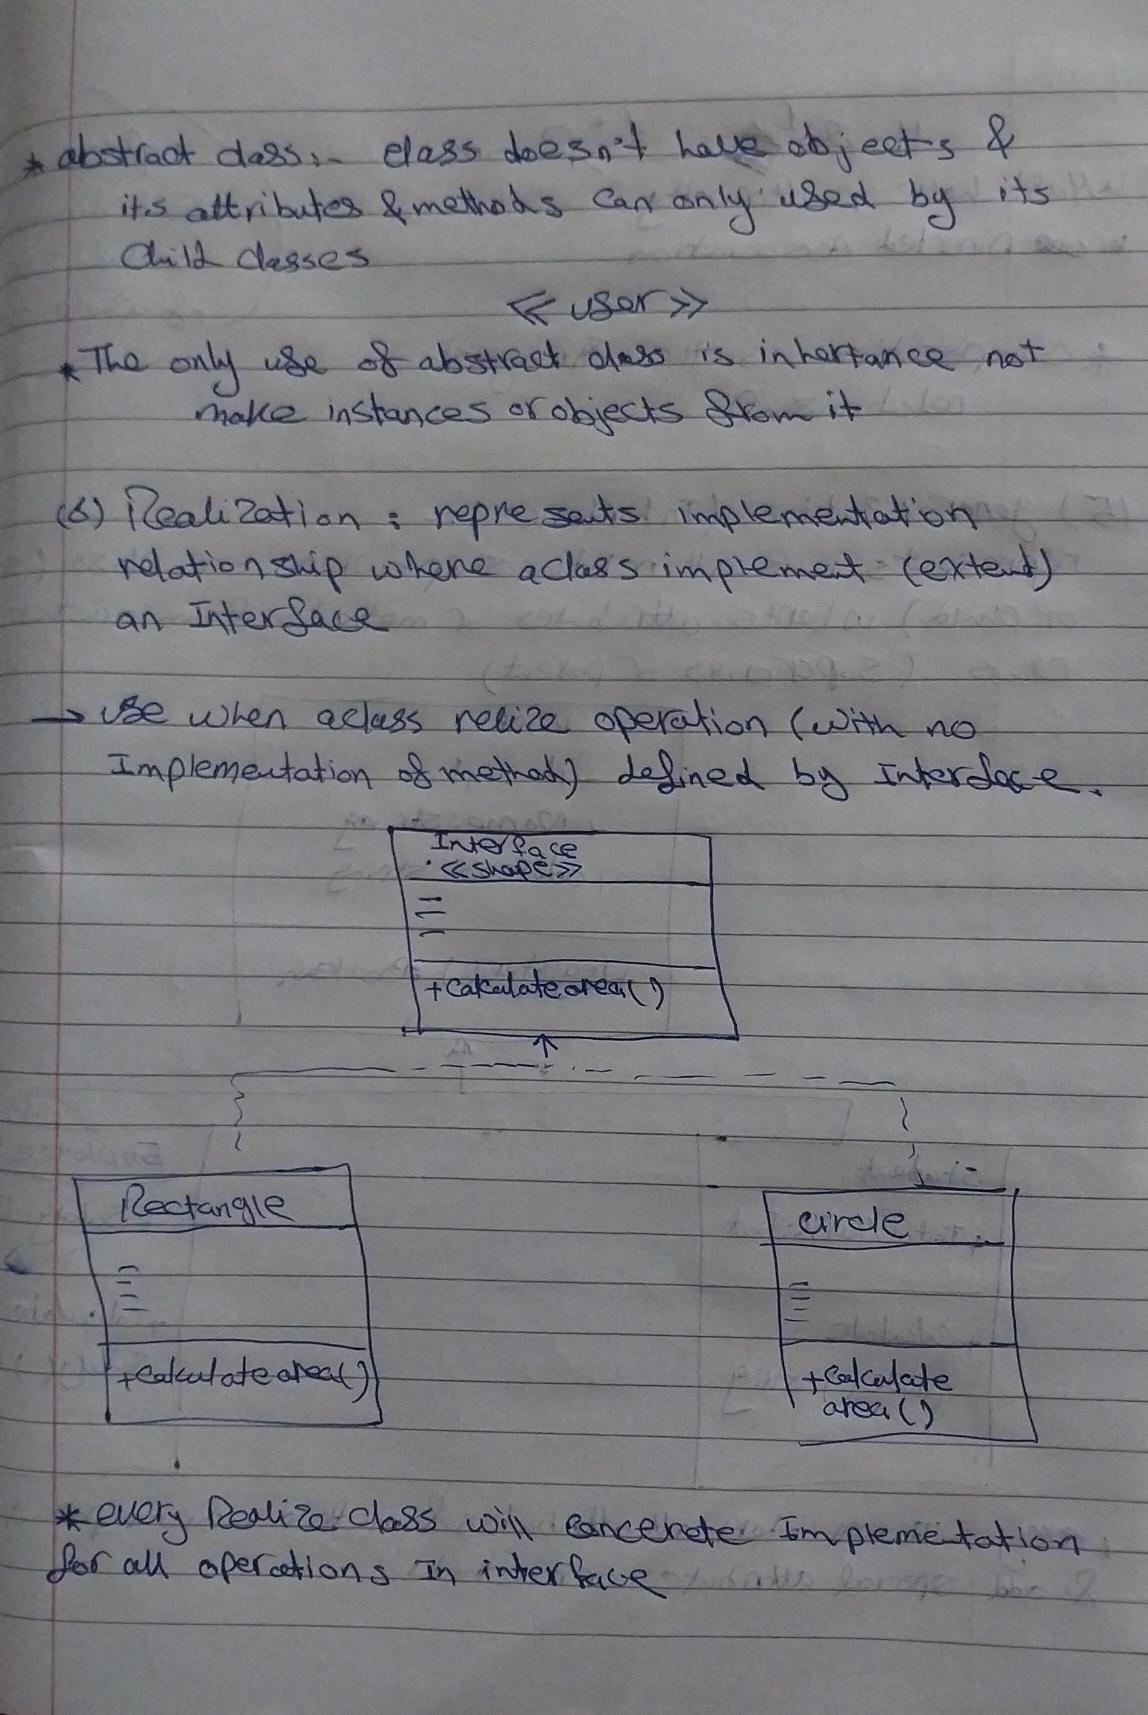 * abstract class:- class doesn't have objects &
its attributes & methods can only used by its
Child classes
<< user >>
* The only use of abstract class is inhertance not
make instances or objects from it
(6) Realization : represents implementation
relationship where a class implement (extent)
an Interface
→ use when a class relize operation (with no
Implementation of method) defined by Interface.
Interface
<<shape>>
+calculate area( )
Rectangle
circle
+calculate area( )
+calculate
area( )
* every Realize class will concerete Implemetation
for all operations In interface